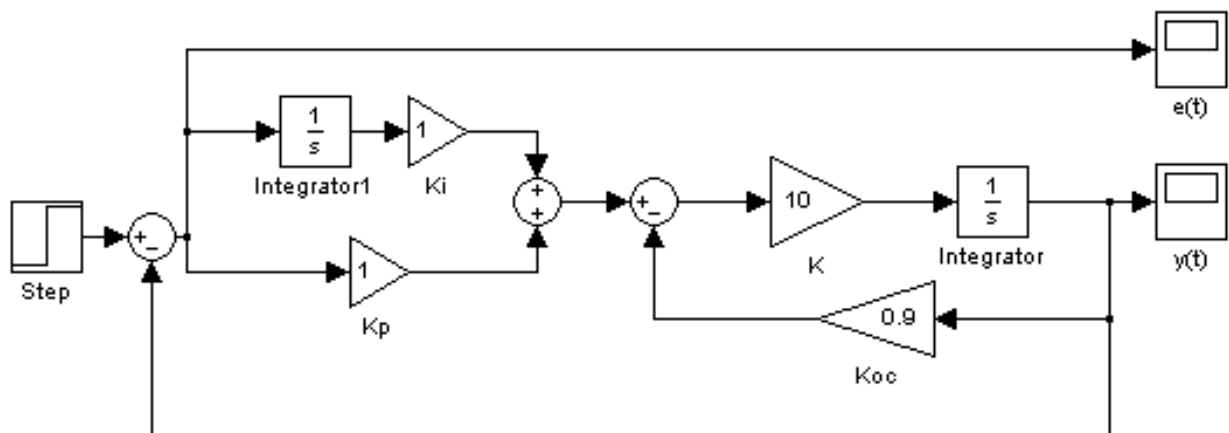 e(t)
1
s
Integrator1
1
Ki
+
+
+
−
Step
1
Kp
+
−
10
K
1
s
Integrator
y(t)
0.9
Koc